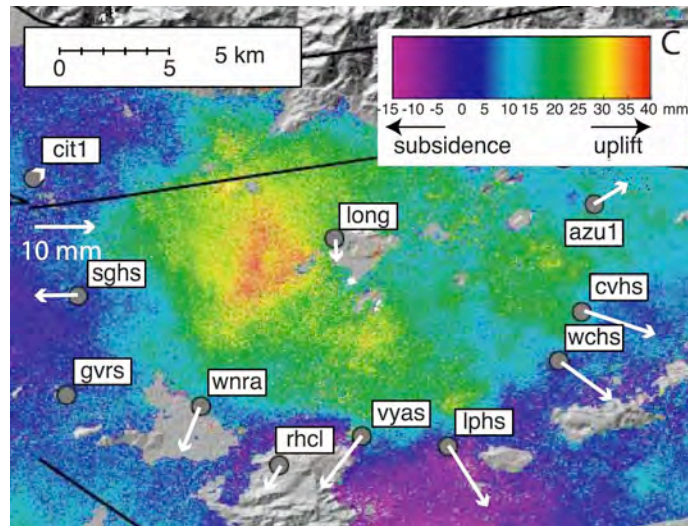 5 km
0 5
C
-15 -10 -5 0 5 10 15 20 25 30 35 40 mm
subsidence uplift
cit1
long
azu1
10 mm
sghs
cvhs
wchs
gvrs
wnra
vyas
lphs
rhcl